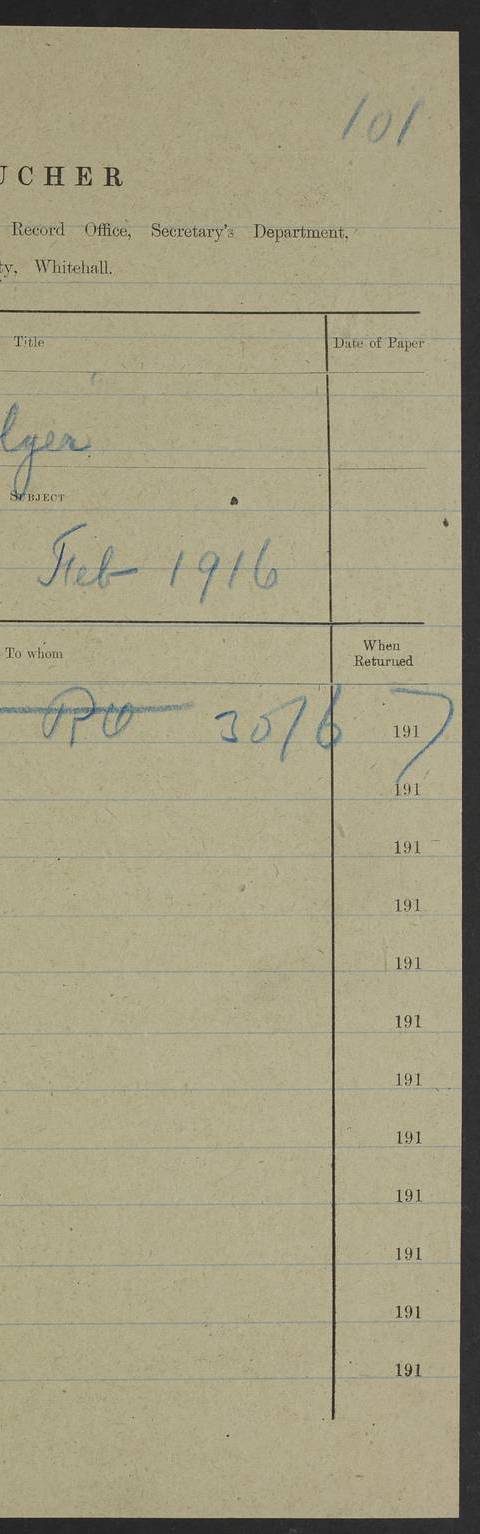 101
UCHER
Record Office, Secretary's Department,
ty, Whitehall.
Title
Date of Paper
lger
SUBJECT
Feb 1916
To whom
When Returned
RO 30/6 191
191
191
191
191
191
191
191
191
191
191
191